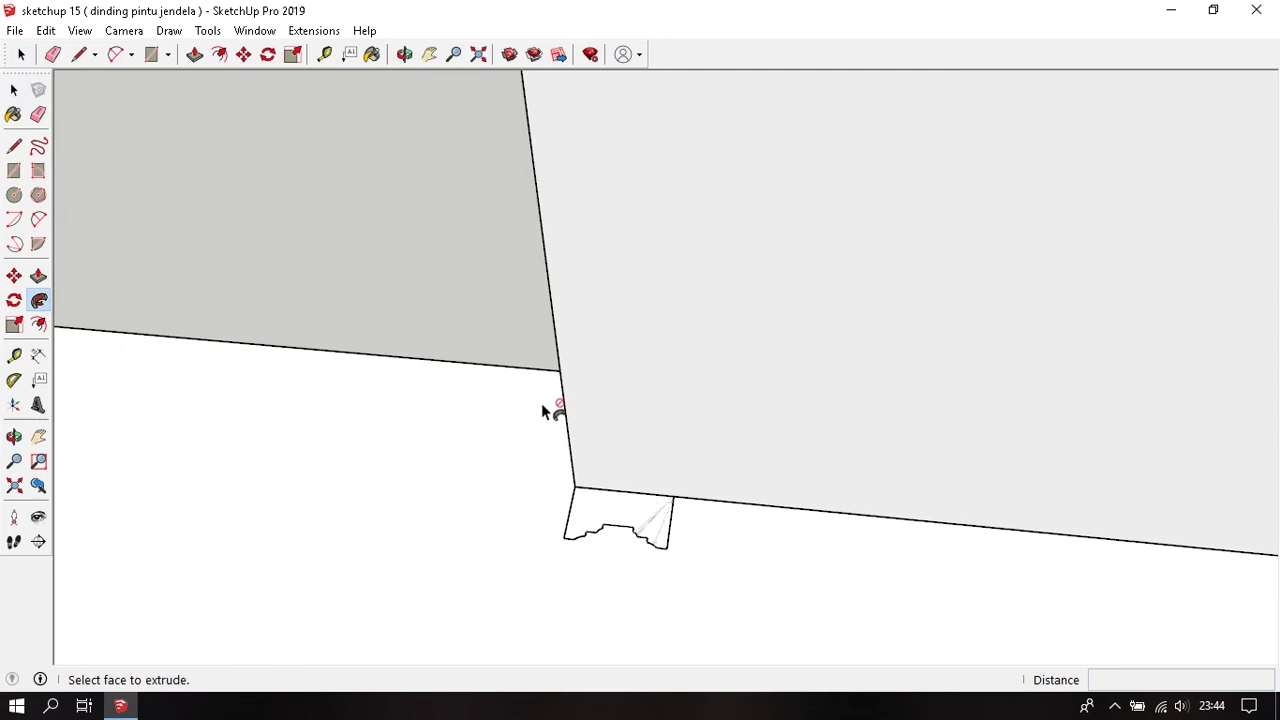 sketchup 15 ( dinding pintu jendela ) - SketchUp Pro 2019
File Edit View Camera Draw Tools Window Extensions Help
Select face to extrude.
Distance
23:44